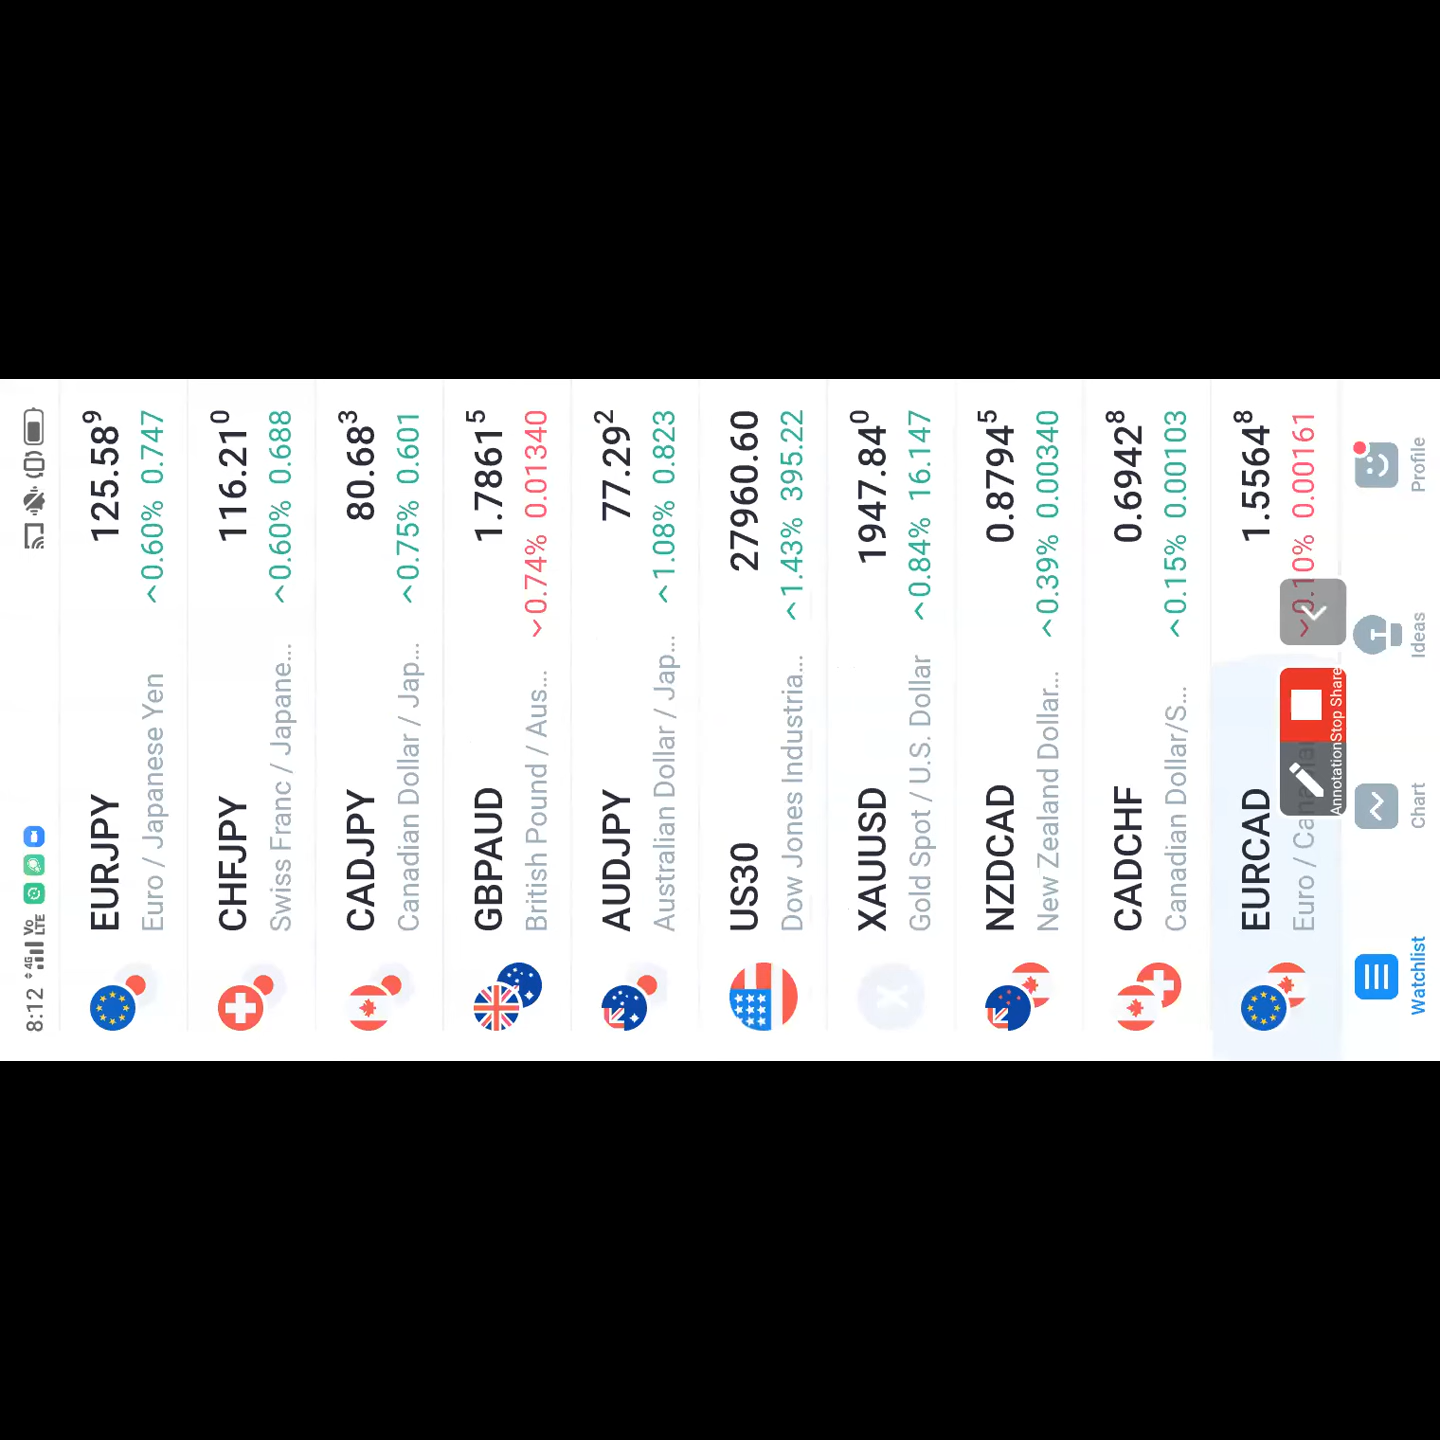 8:12 4G Vo LTE
EURJPY 125.58⁹
Euro / Japanese Yen 0.60% 0.747
CHFJPY 116.21⁰
Swiss Franc / Japane... 0.60% 0.688
CADJPY 80.68³
Canadian Dollar / Jap... 0.75% 0.601
GBPAUD 1.7861⁵
British Pound / Aus... 0.74% 0.01340
AUDJPY 77.29²
Australian Dollar / Jap... 1.08% 0.823
US30 27960.60
Dow Jones Industria... 1.43% 395.22
XAUUSD 1947.84⁰
Gold Spot / U.S. Dollar 0.84% 16.147
NZDCAD 0.8794⁵
New Zealand Dollar... 0.39% 0.00340
CADCHF 0.6942⁸
Canadian Dollar/S... 0.15% 0.00103
EURCAD 1.5564⁸
Euro / 0.10% 0.00161
Annotation Stop Share
Watchlist Chart Ideas Profile